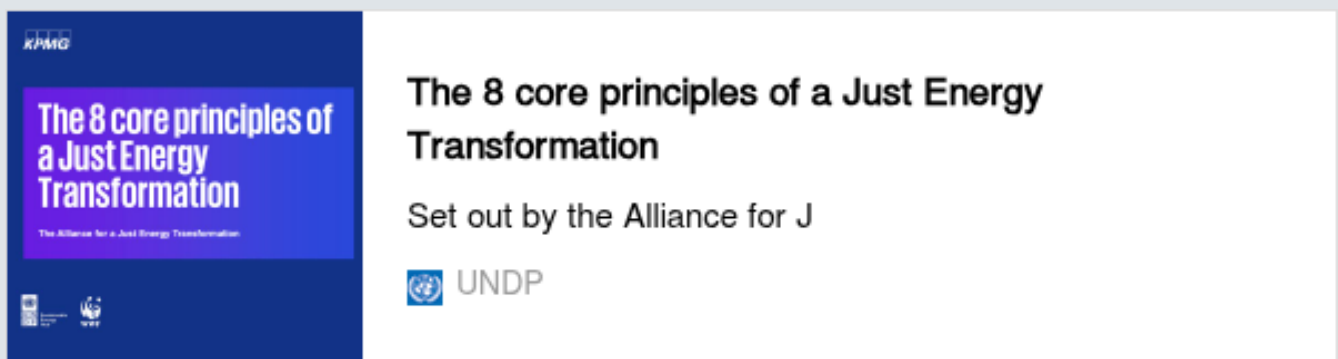 KPMG
The 8 core principles of
a Just Energy
Transformation
The Alliance for a Just Energy Transformation
WWF
The 8 core principles of a Just Energy
Transformation
Set out by the Alliance for J
UNDP